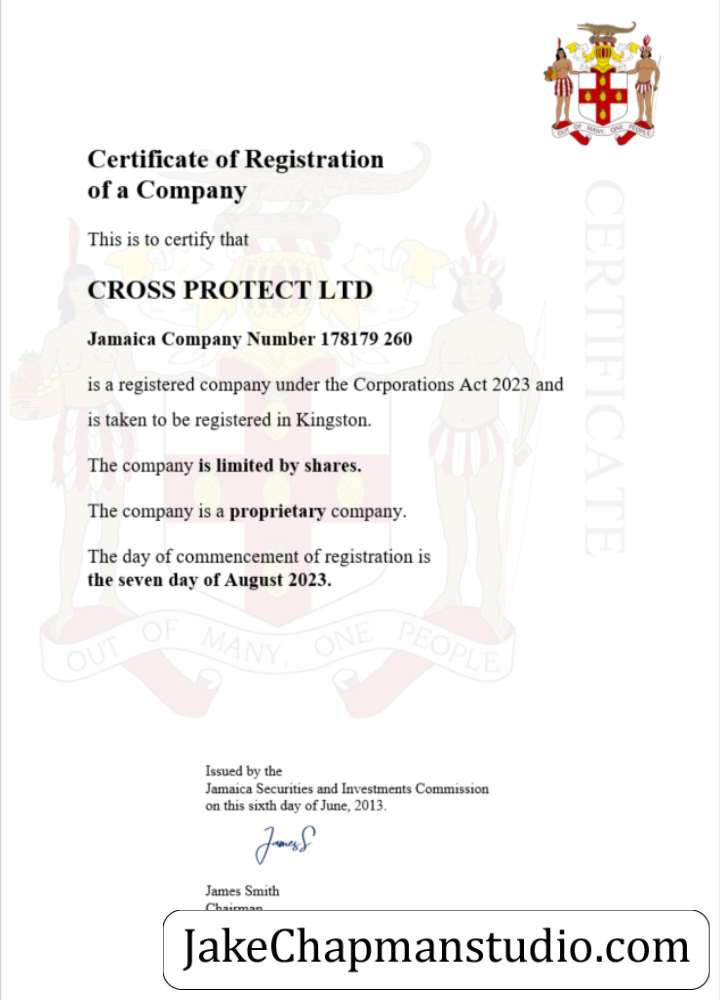 OUT OF MANY, ONE PEOPLE
Certificate of Registration
of a Company
This is to certify that
CROSS PROTECT LTD
Jamaica Company Number 178179 260
is a registered company under the Corporations Act 2023 and
is taken to be registered in Kingston.
The company is limited by shares.
The company is a proprietary company.
The day of commencement of registration is
the seven day of August 2023.
CERTIFICATE
OUT OF MANY, ONE PEOPLE
Issued by the
Jamaica Securities and Investments Commission
on this sixth day of June, 2013.
James S
James Smith
Chairman
JakeChapmanstudio.com